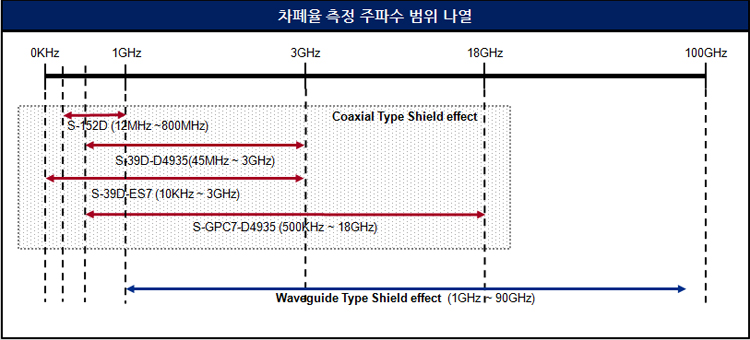 차폐율 측정 주파수 범위 나열
0KHz 1GHz 3GHz 18GHz 100GHz
Coaxial Type Shield effect
S-152D (12MHz ~800MHz)
S-39D-D4935(45MHz ~ 3GHz)
S-39D-ES7 (10KHz ~ 3GHz)
S-GPC7-D4935 (500KHz ~ 18GHz)
Waveguide Type Shield effect (1GHz ~ 90GHz)